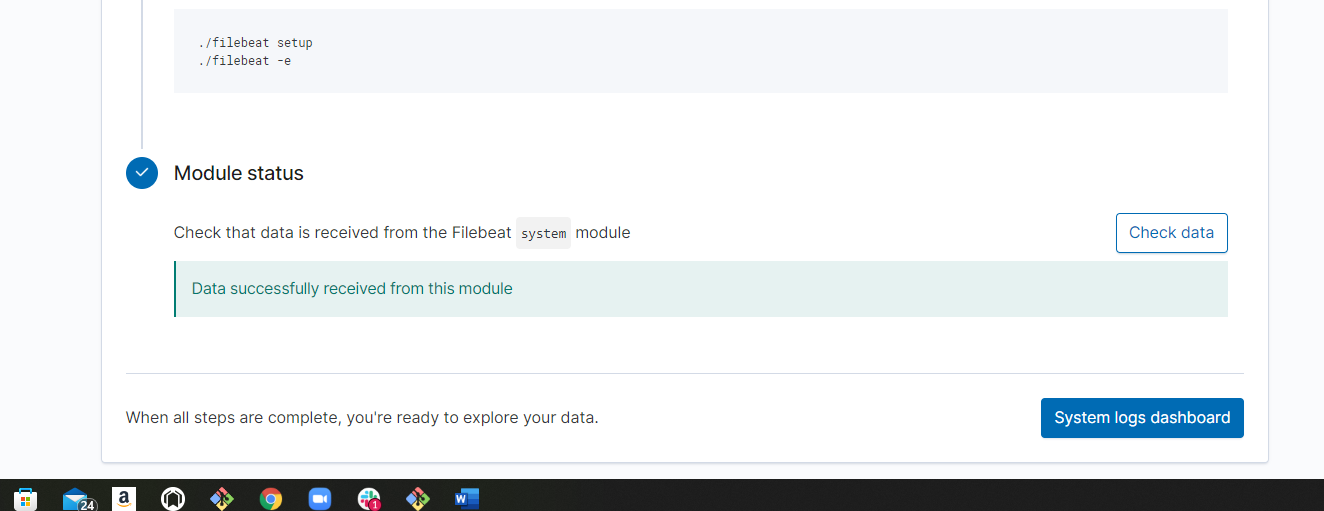 ./filebeat setup
./filebeat -e
Module status
Check that data is received from the Filebeat system module
Check data
Data successfully received from this module
When all steps are complete, you're ready to explore your data.
System logs dashboard
24
a
1
W